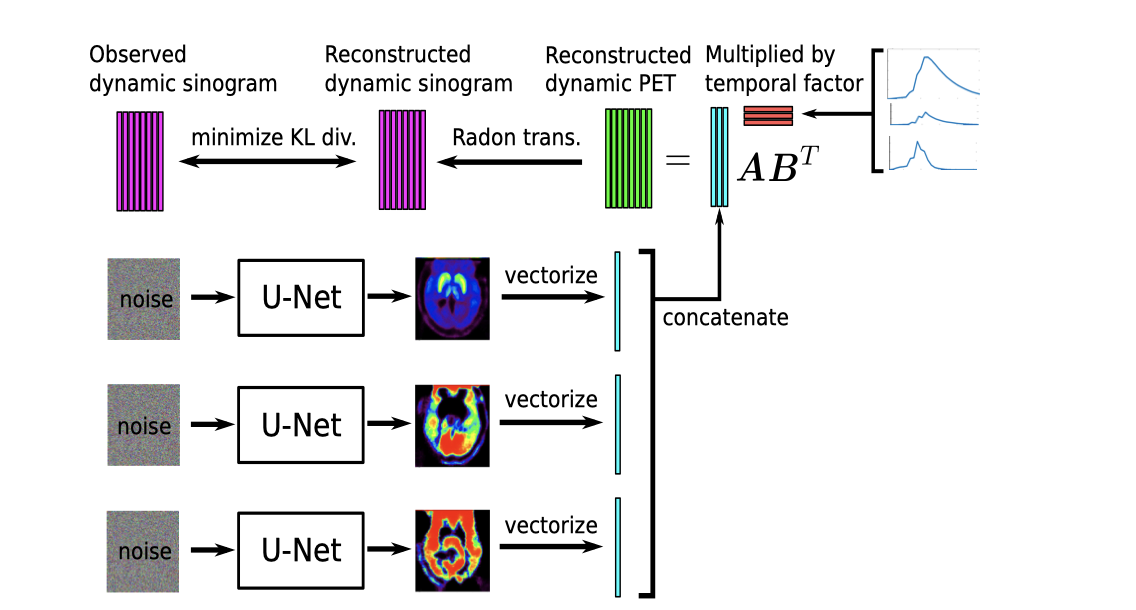 Observed
dynamic sinogram
Reconstructed
dynamic sinogram
Reconstructed
dynamic PET
Multiplied by
temporal factor
minimize KL div.
Radon trans.
=
AB^T
noise
U-Net
vectorize
concatenate
noise
U-Net
vectorize
noise
U-Net
vectorize